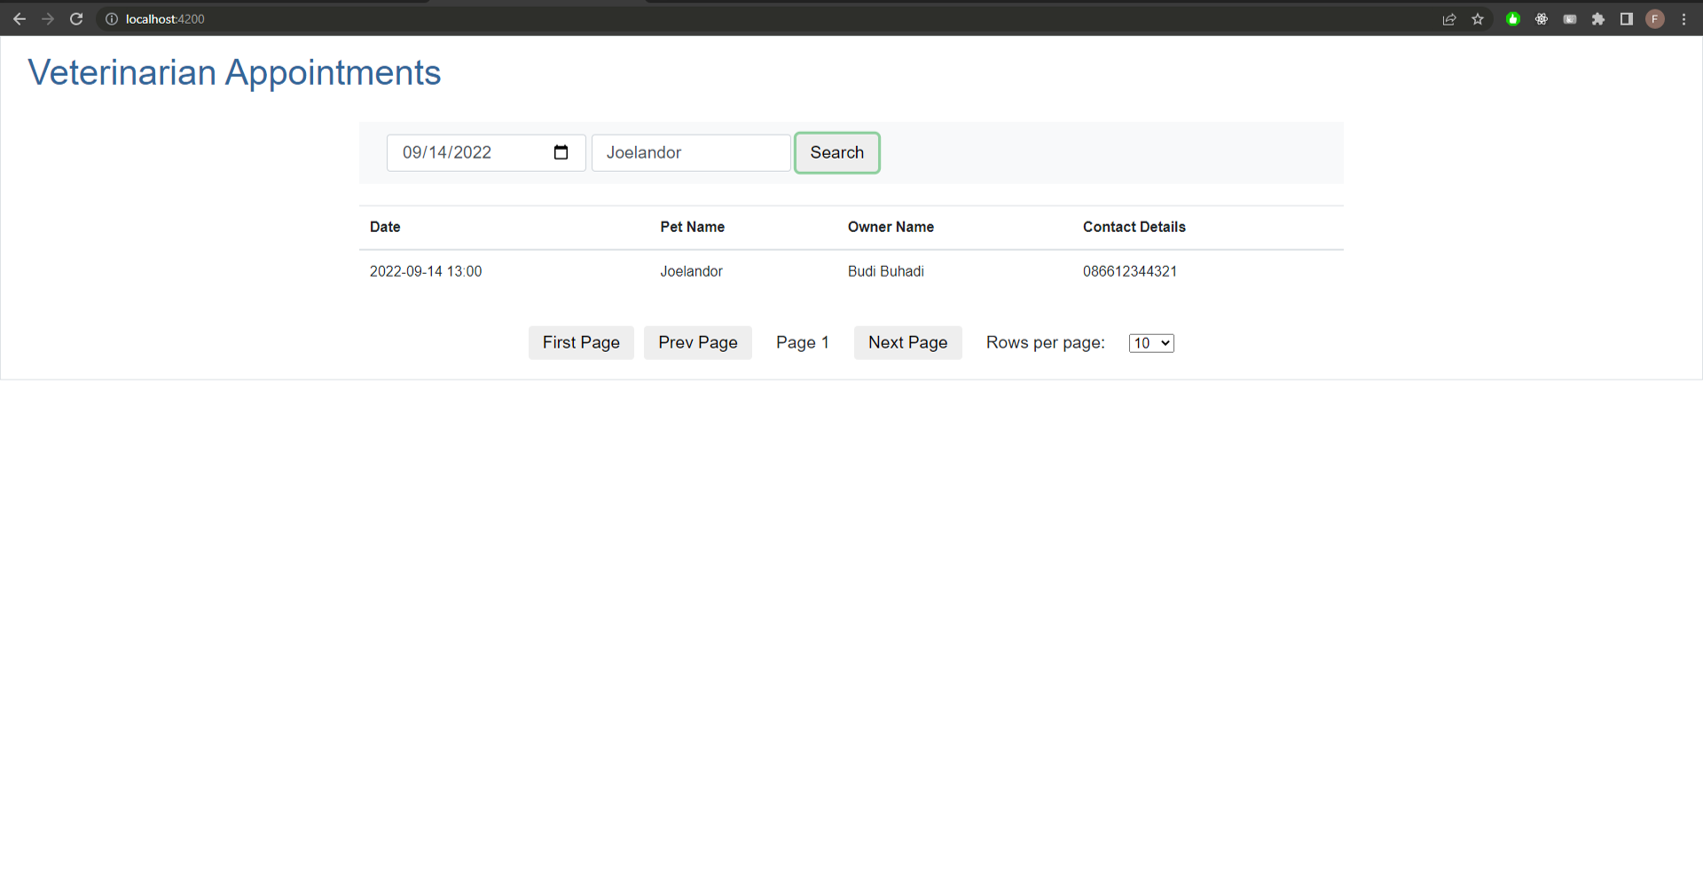 localhost:4200
F
Veterinarian Appointments
09/14/2022 Joelandor Search
Date Pet Name Owner Name Contact Details
2022-09-14 13:00 Joelandor Budi Buhadi 086612344321
First Page Prev Page Page 1 Next Page Rows per page: 10